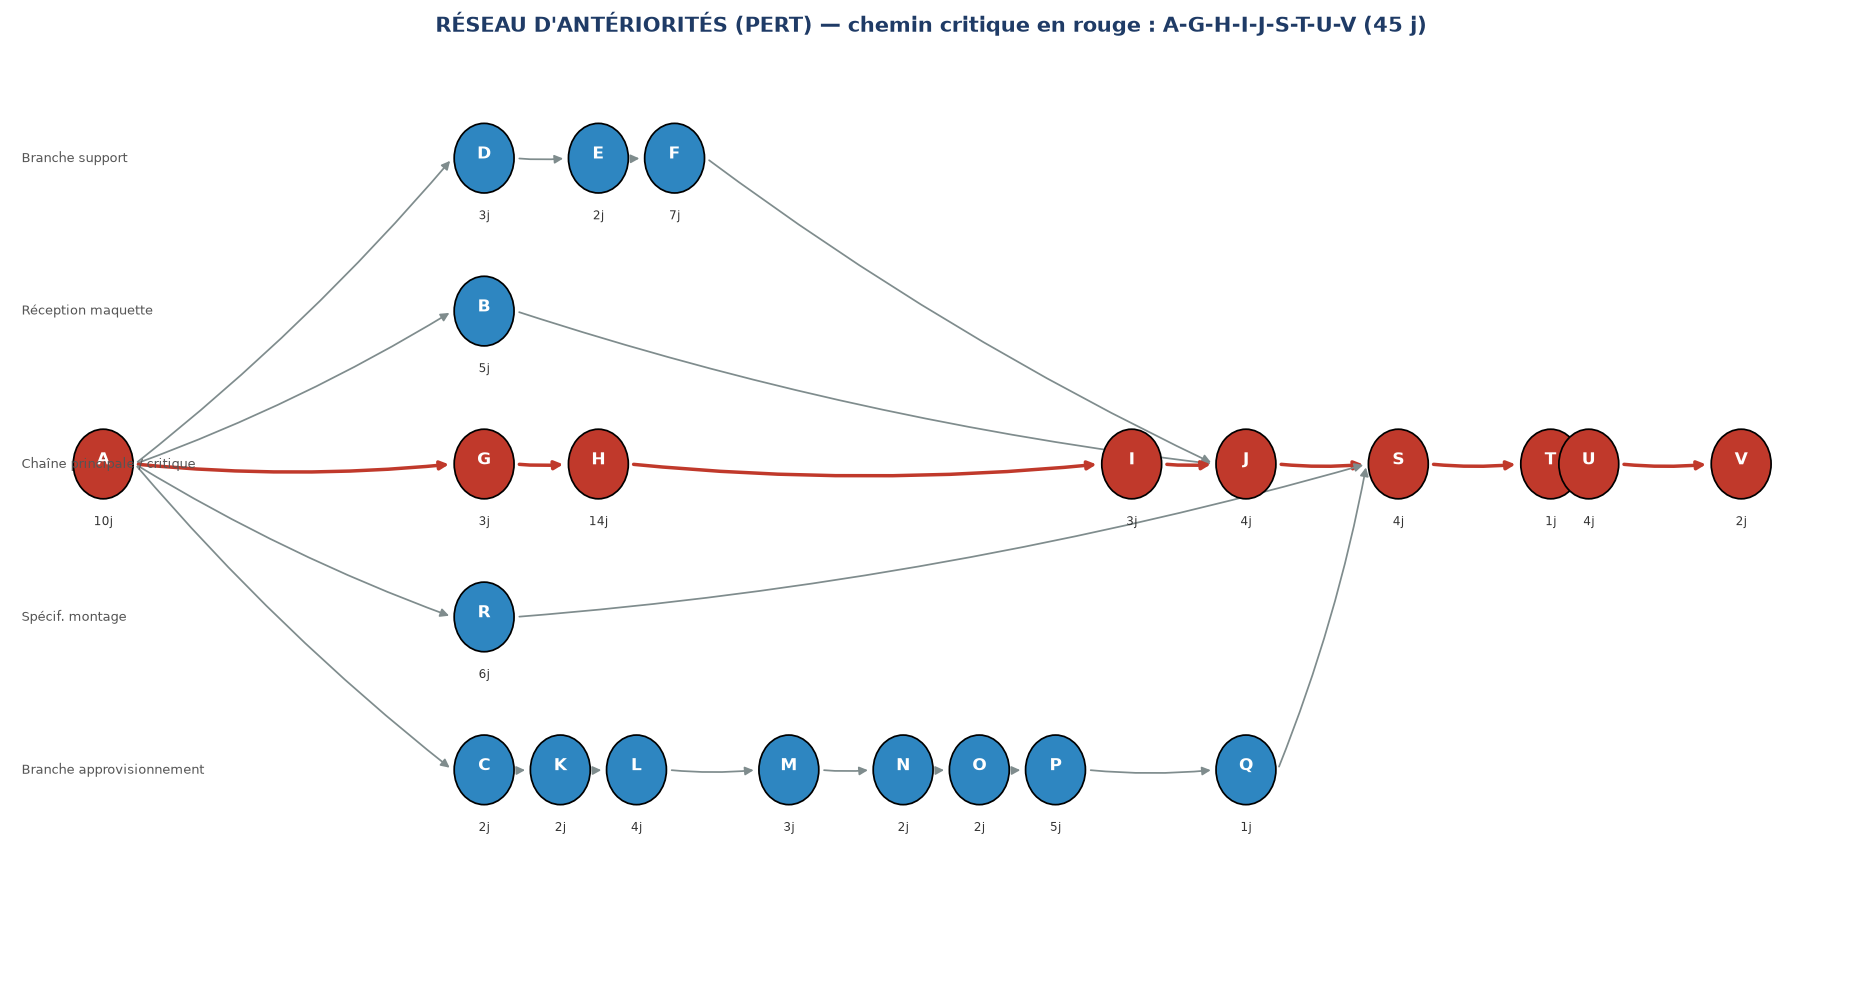 RÉSEAU D'ANTÉRIORITÉS (PERT) — chemin critique en rouge : A-G-H-I-J-S-T-U-V (45 j)
Branche support
D
E
F
3j
2j
7j
Réception maquette
B
5j
Chaîne principale critique
A
G
H
I
J
S
T
U
V
10j
3j
14j
3j
4j
4j
1j
4j
2j
Spécif. montage
R
6j
Branche approvisionnement
C
K
L
M
N
O
P
Q
2j
2j
4j
3j
2j
2j
5j
1j